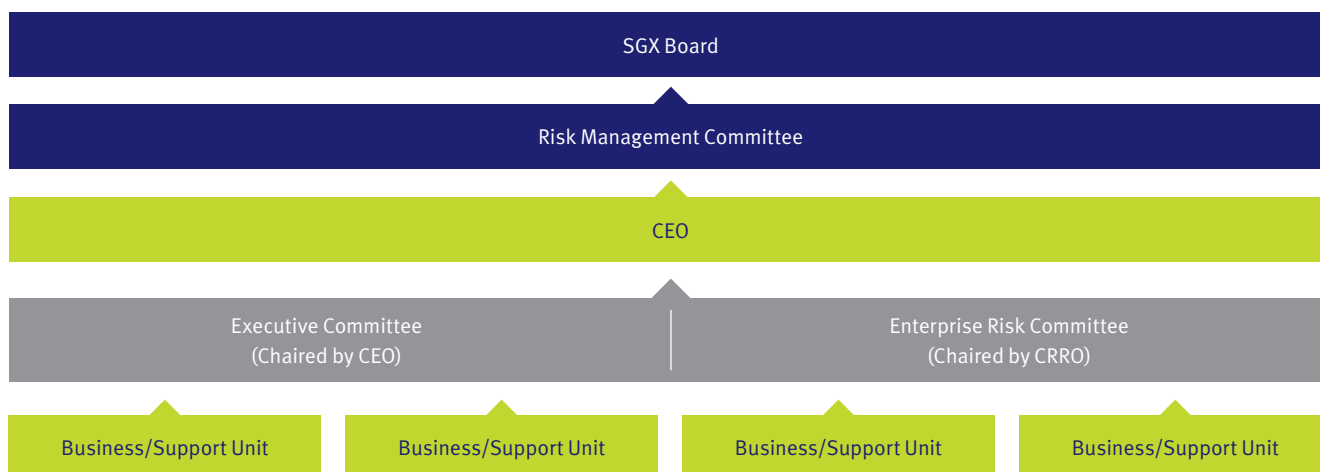 SGX Board
Risk Management Committee
CEO
Executive Committee
(Chaired by CEO)
Enterprise Risk Committee
(Chaired by CRRO)
Business/Support Unit
Business/Support Unit
Business/Support Unit
Business/Support Unit